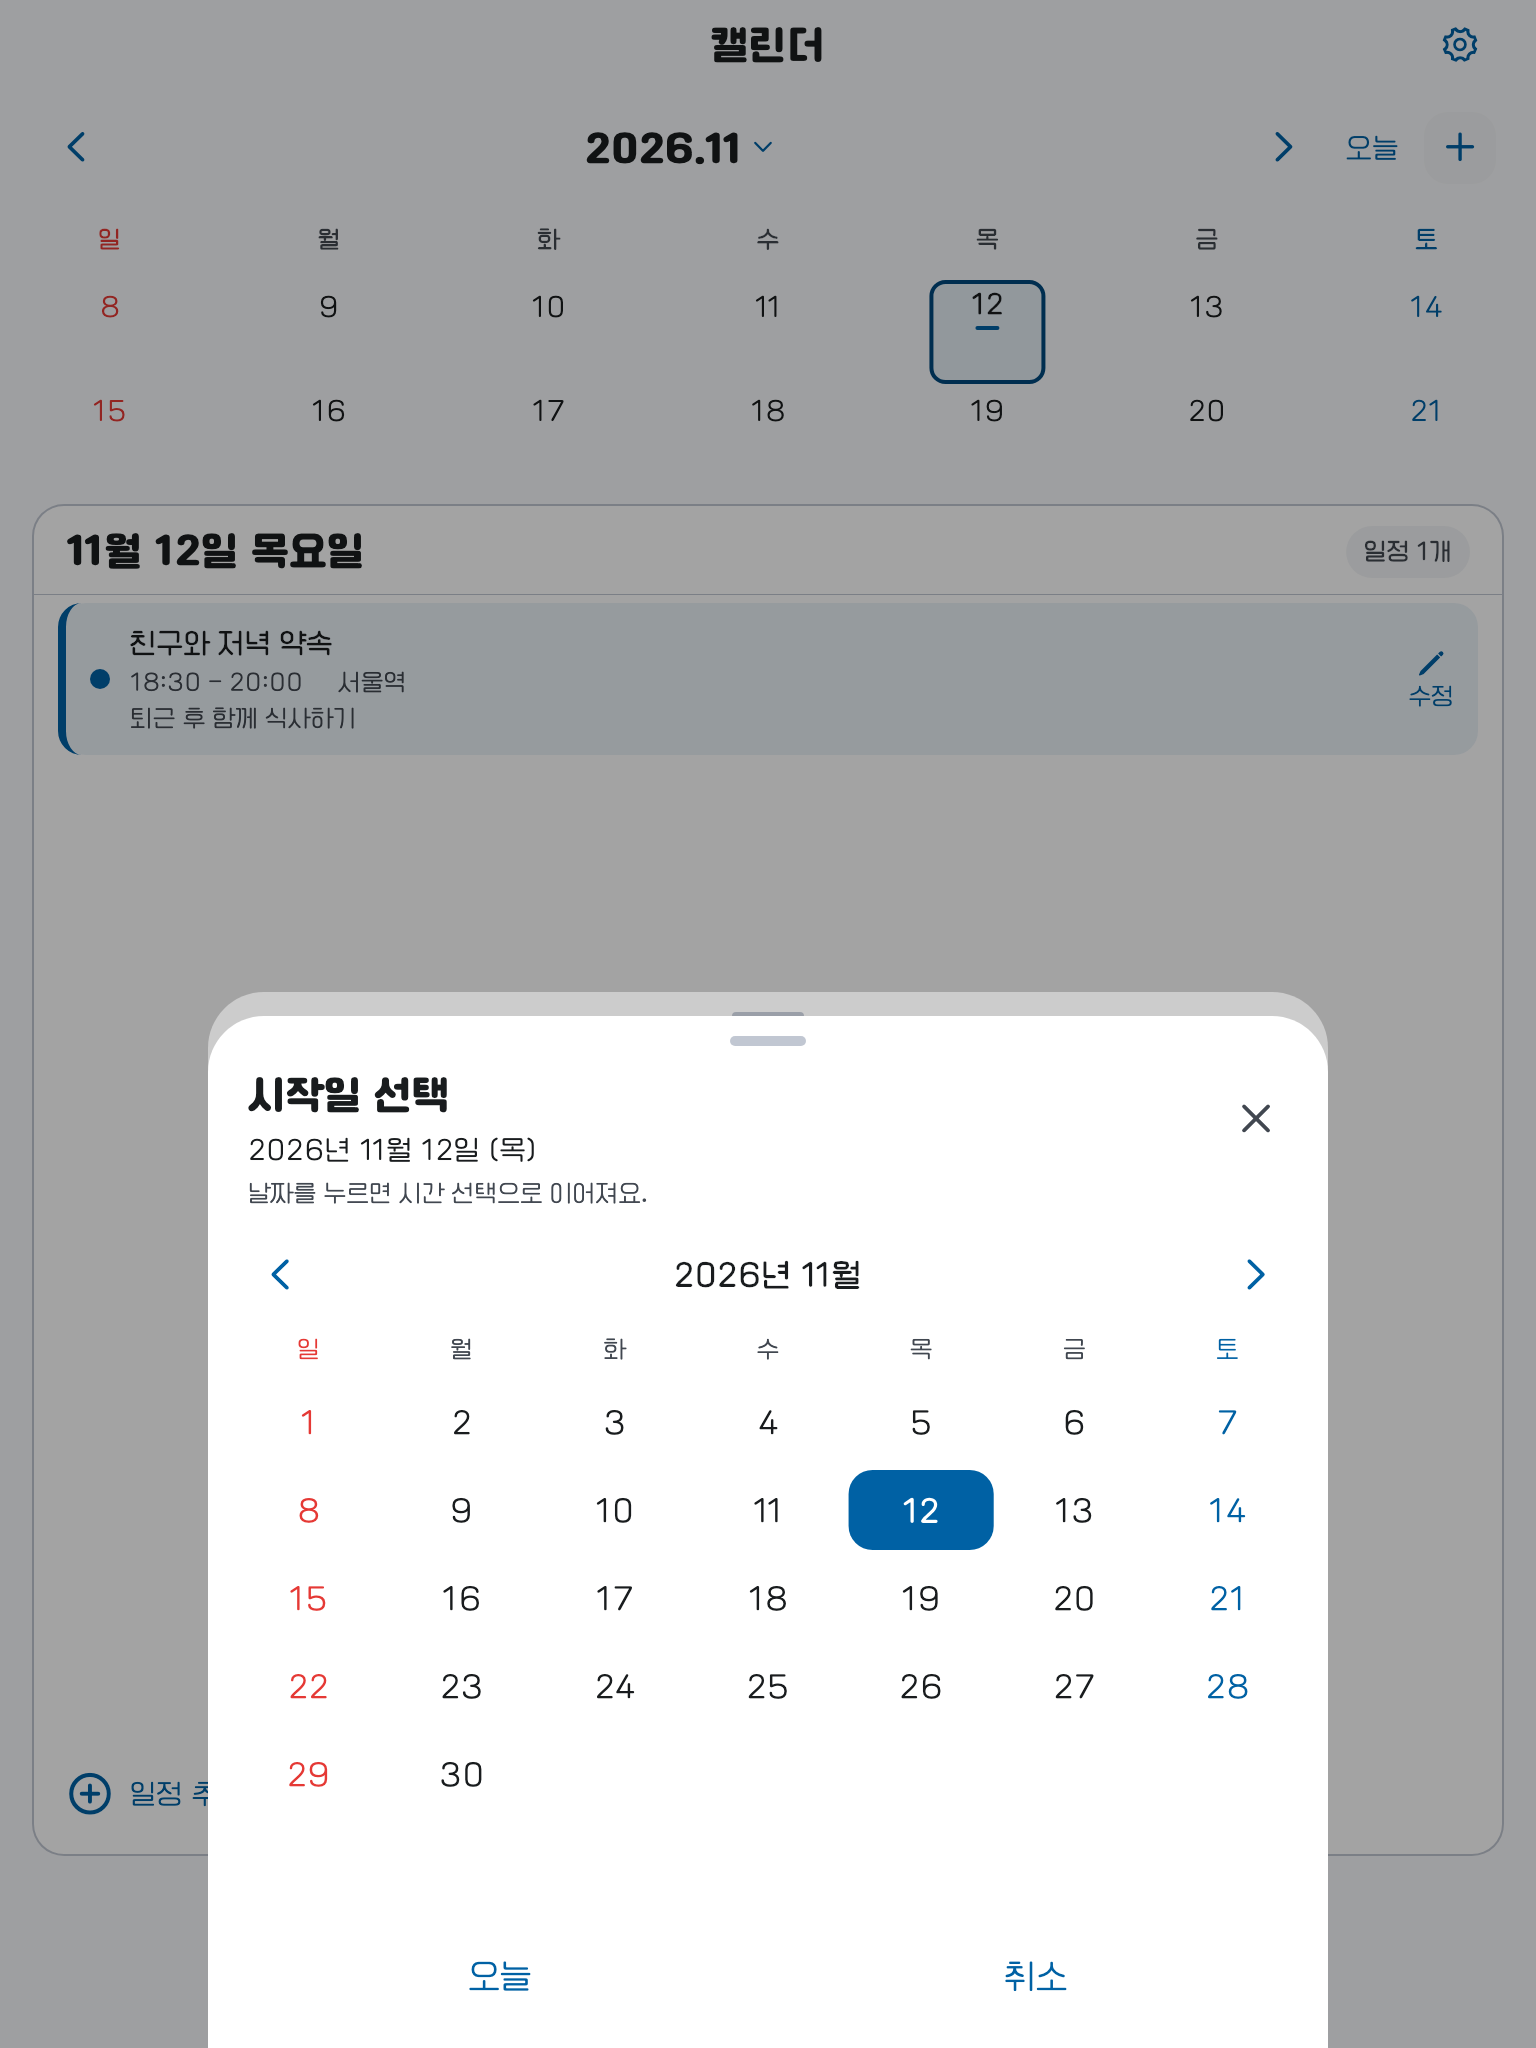 캘린더
2026.11
오늘
일 월 화 수 목 금 토
8 9 10 11 12 13 14
15 16 17 18 19 20 21
11월 12일 목요일
일정 1개
친구와 저녁 약속
18:30 – 20:00 서울역
퇴근 후 함께 식사하기
수정
시작일 선택
2026년 11월 12일 (목)
날짜를 누르면 시간 선택으로 이어져요.
2026년 11월
일 월 화 수 목 금 토
1 2 3 4 5 6 7
8 9 10 11 12 13 14
15 16 17 18 19 20 21
22 23 24 25 26 27 28
29 30
일정
오늘 취소